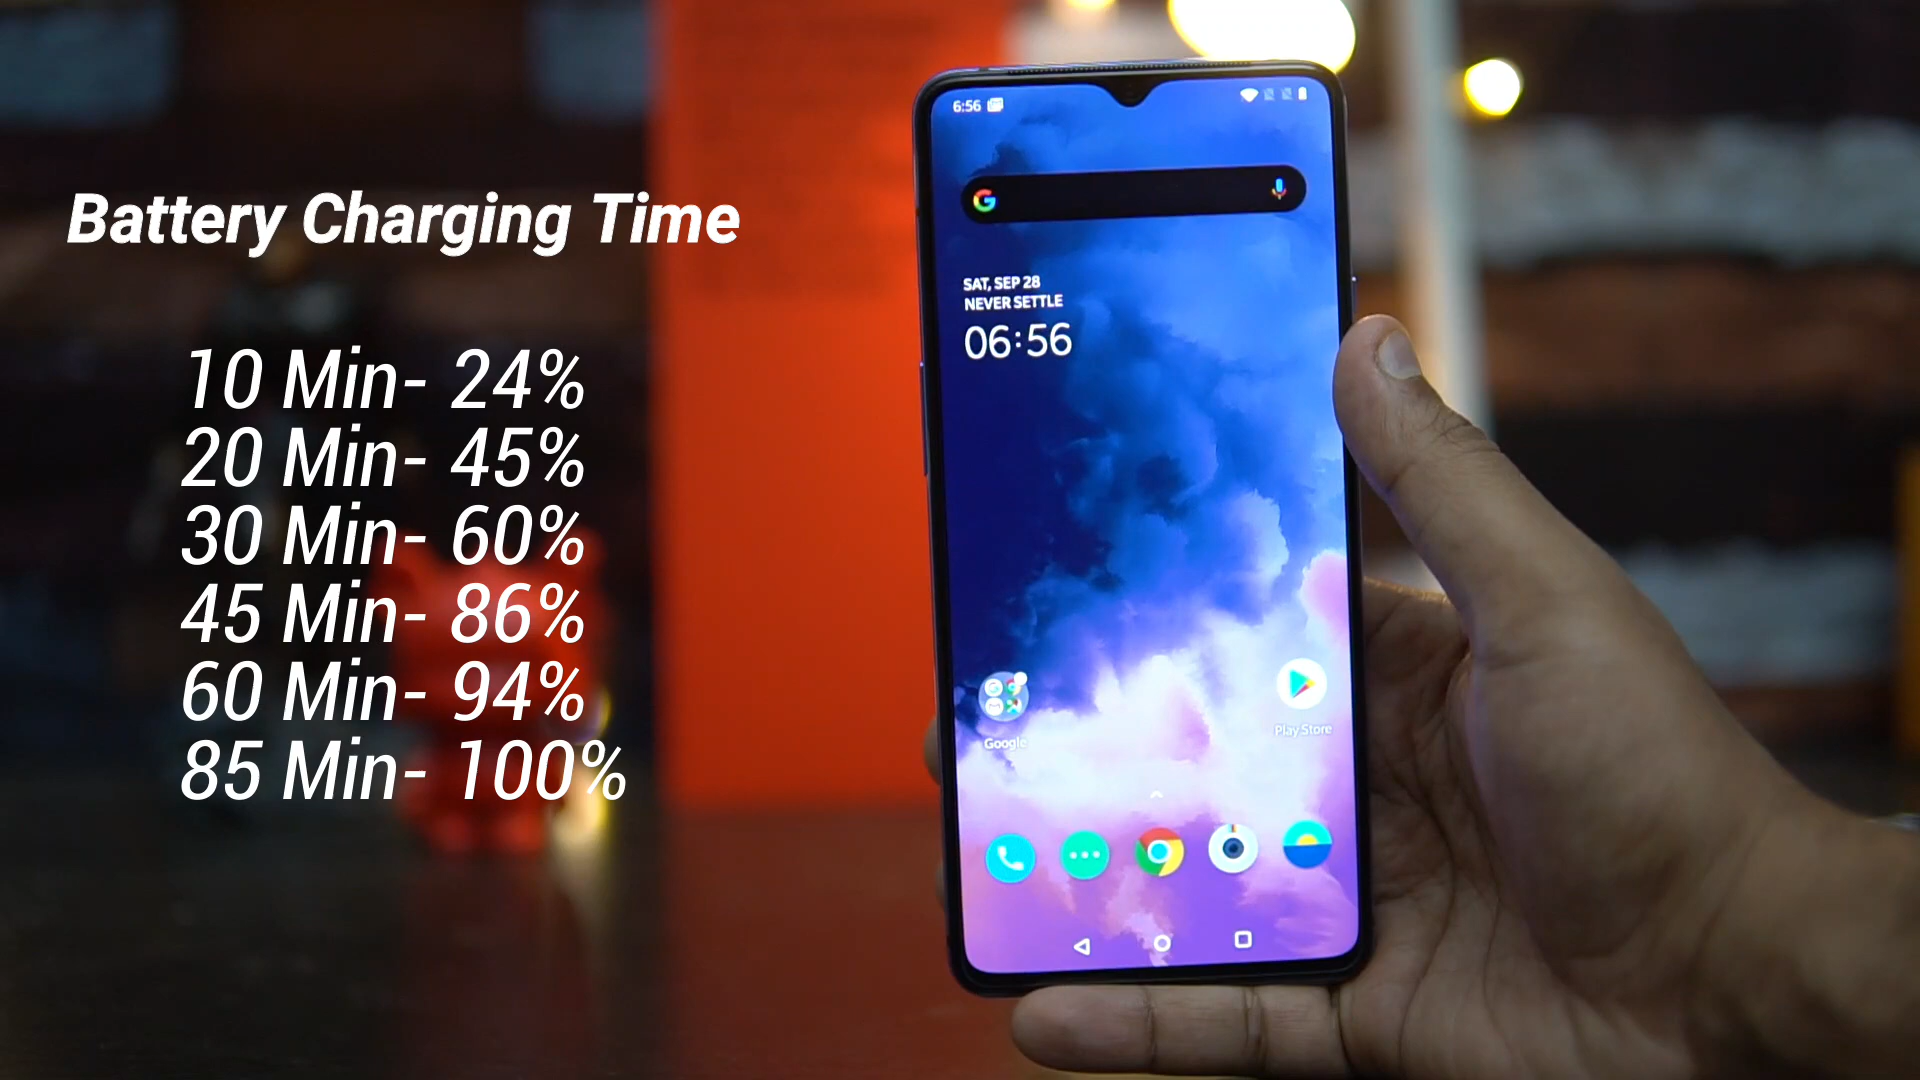 Battery Charging Time
10 Min- 24%
20 Min- 45%
30 Min- 60%
45 Min- 86%
60 Min- 94%
85 Min- 100%
6:56
SAT, SEP 28
NEVER SETTLE
06:56
Google
Play Store